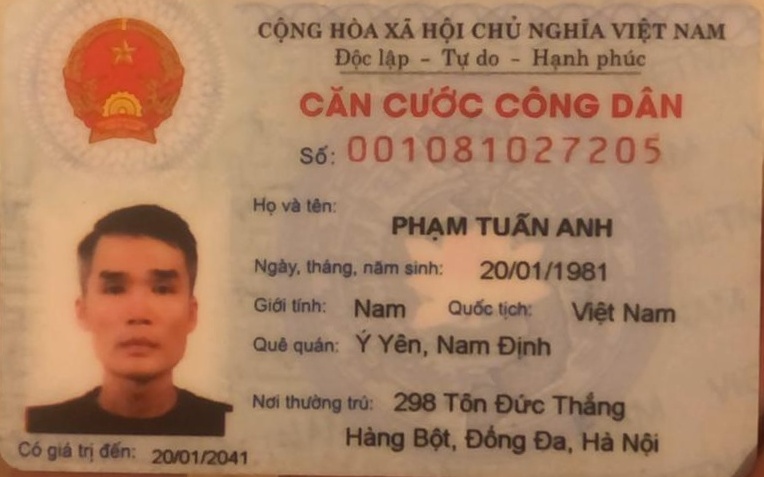 CỘNG HÒA XÃ HỘI CHỦ NGHĨA VIỆT NAM
Độc lập - Tự do - Hạnh phúc
CĂN CƯỚC CÔNG DÂN
Số: 001081027205
Họ và tên:
PHẠM TUẤN ANH
Ngày, tháng, năm sinh: 20/01/1981
Giới tính: Nam Quốc tịch: Việt Nam
Quê quán: Ý Yên, Nam Định
Nơi thường trú: 298 Tôn Đức Thắng
Hàng Bột, Đống Đa, Hà Nội
Có giá trị đến: 20/01/2041